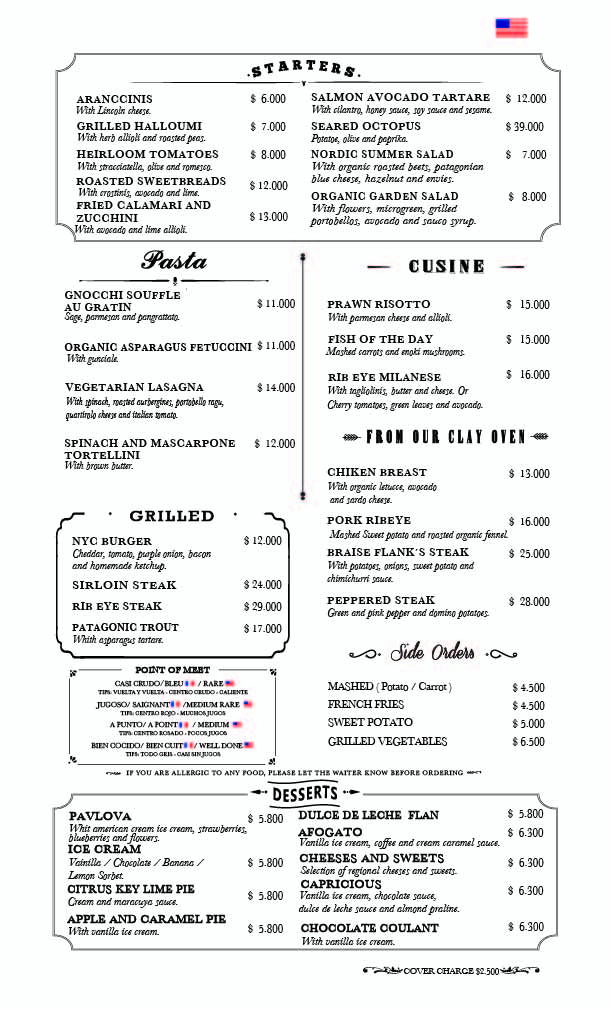 STARTERS
ARANCCINIS $ 6.000
With Lincoln cheese.
GRILLED HALLOUMI $ 7.000
With herb allioli and roasted peas.
HEIRLOOM TOMATOES $ 8.000
With stracciatella, olive and romesco.
ROASTED SWEETBREADS $ 12.000
With crostinis, avocado and lime.
FRIED CALAMARI AND
ZUCCHINI $ 13.000
With avocado and lime allioli.
SALMON AVOCADO TARTARE $ 12.000
With cilantro, honey sauce, soy sauce and sesame.
SEARED OCTOPUS $ 39.000
Potatoe, olive and paprika.
NORDIC SUMMER SALAD $ 7.000
With organic roasted beets, patagonian
blue cheese, hazelnut and envies.
ORGANIC GARDEN SALAD $ 8.000
With flowers, microgreen, grilled
portobellos, avocado and sauco syrup.
Pasta
GNOCCHI SOUFFLE
AU GRATIN $ 11.000
Sage, parmesan and pangrattato.
ORGANIC ASPARAGUS FETUCCINI $ 11.000
With gunciale.
VEGETARIAN LASAGNA $ 14.000
With spinach, roasted aurbergines, portobello ragu,
quartirolo cheese and italian tomato.
SPINACH AND MASCARPONE $ 12.000
TORTELLINI
With brown butter.
CUSINE
PRAWN RISOTTO $ 15.000
With parmesan cheese and allioli.
FISH OF THE DAY $ 15.000
Mashed carrots and enoki mushrooms.
RIB EYE MILANESE $ 16.000
With tagliolinis, butter and cheese. Or
Cherry tomatoes, green leaves and avocado.
FROM OUR CLAY OVEN
CHIKEN BREAST $ 13.000
With organic letucce, avocado
and sardo cheese.
PORK RIBEYE $ 16.000
Mashed Sweet potato and roasted organic fennel.
BRAISE FLANK´S STEAK $ 25.000
With potatoes, onions, sweet potato and
chimichurri sauce.
PEPPERED STEAK $ 28.000
Green and pink pepper and domino potatoes.
GRILLED
NYC BURGER $ 12.000
Cheddar, tomato, purple onion, bacon
and homemade ketchup.
SIRLOIN STEAK $ 24.000
RIB EYE STEAK $ 29.000
PATAGONIC TROUT $ 17.000
Whith asparagus tartare.
POINT OF MEET
CASI CRUDO/BLEU / RARE
TIPS: VUELTA Y VUELTA - CENTRO CRUDO - CALIENTE
JUGOSO/ SAIGNANT /MEDIUM RARE
TIPS: CENTRO ROJO - MUCHOS JUGOS
A PUNTO/ A POINT / MEDIUM
TIPS: CENTRO ROSADO - POCOS JUGOS
BIEN COCIDO/ BIEN CUIT / WELL DONE
TIPS: TODO GRIS - CASI SIN JUGOS
Side Orders
MASHED ( Potato / Carrot ) $ 4.500
FRENCH FRIES $ 4.500
SWEET POTATO $ 5.000
GRILLED VEGETABLES $ 6.500
IF YOU ARE ALLERGIC TO ANY FOOD, PLEASE LET THE WAITER KNOW BEFORE ORDERING
DESSERTS
PAVLOVA $ 5.800
Whit american cream ice cream, strawberries,
blueberries and flowers.
ICE CREAM
Vainilla / Chocolate / Banana / $ 5.800
Lemon Sorbet.
CITRUS KEY LIME PIE $ 5.800
Cream and maracuya sauce.
APPLE AND CARAMEL PIE $ 5.800
With vanilla ice cream.
DULCE DE LECHE FLAN $ 5.800
AFOGATO $ 6.300
Vanilla ice cream, coffee and cream caramel sauce.
CHEESES AND SWEETS $ 6.300
Selection of regional cheeses and sweets.
CAPRICIOUS $ 6.300
Vanilla ice cream, chocolate sauce,
dulce de leche sauce and almond praline.
CHOCOLATE COULANT $ 6.300
With vanilla ice cream.
COVER CHARGE $2.500